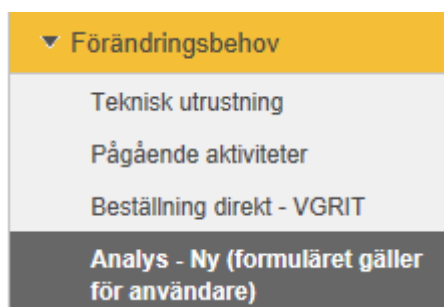 Förändringsbehov
Teknisk utrustning
Pågående aktiviteter
Beställning direkt - VGRIT
Analys - Ny (formuläret gäller
för användare)